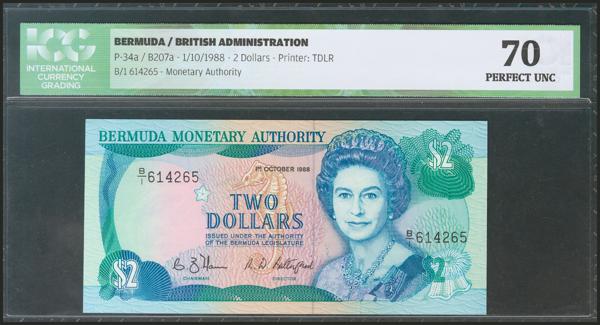 ICG
INTERNATIONAL
CURRENCY
GRADING
BERMUDA / BRITISH ADMINISTRATION
P-34a / B207a - 1/10/1988 - 2 Dollars - Printer: TDLR
B/1 614265 - Monetary Authority
70
PERFECT UNC
BERMUDA MONETARY AUTHORITY
$2
B/1 614265
1ST OCTOBER 1988
TWO
DOLLARS
ISSUED UNDER THE AUTHORITY
OF THE BERMUDA LEGISLATURE
B/1 614265
$2
CHAIRMAN
DIRECTOR
$2